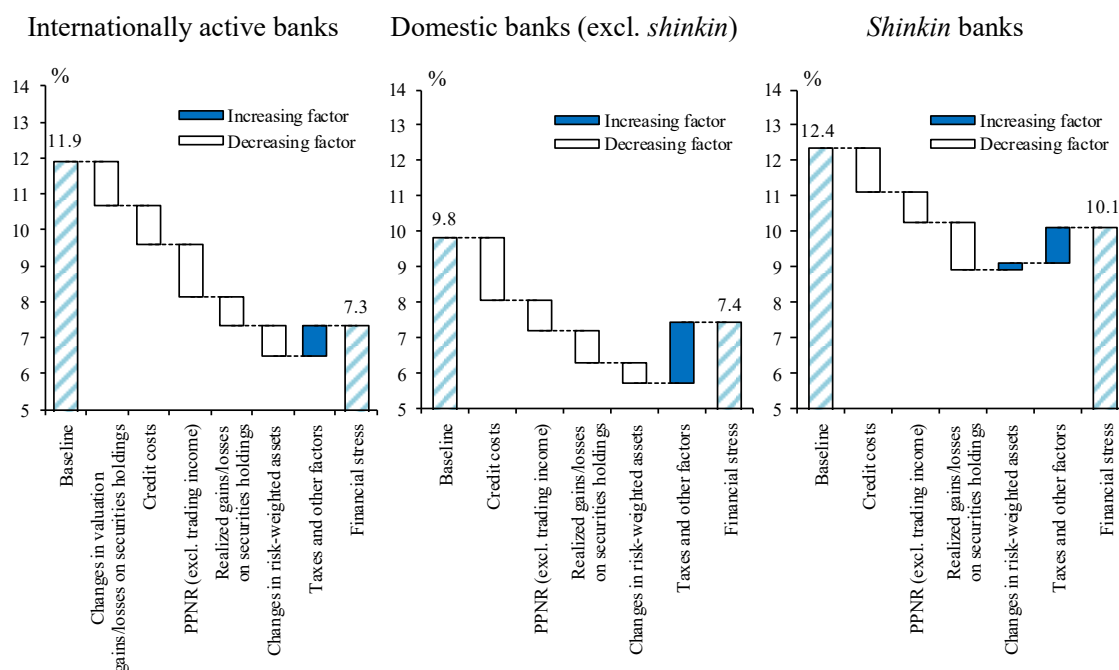 Internationally active banks
%
14
13
12
11
10
9
8
7
6
5
Increasing factor
Decreasing factor
11.9
7.3
Baseline
Changes in valuation
gains/losses on securities holdings
Credit costs
PPNR (excl. trading income)
Realized gains/losses
on securities holdings
Changes in risk-weighted assets
Taxes and other factors
Financial stress
Domestic banks (excl. shinkin)
%
14
13
12
11
10
9
8
7
6
5
Increasing factor
Decreasing factor
9.8
7.4
Baseline
Credit costs
PPNR (excl. trading income)
Realized gains/losses
on securities holdings
Changes in risk-weighted assets
Taxes and other factors
Financial stress
Shinkin banks
%
14
13
12
11
10
9
8
7
6
5
Increasing factor
Decreasing factor
12.4
10.1
Baseline
Credit costs
PPNR (excl. trading income)
Realized gains/losses
on securities holdings
Changes in risk-weighted assets
Taxes and other factors
Financial stress